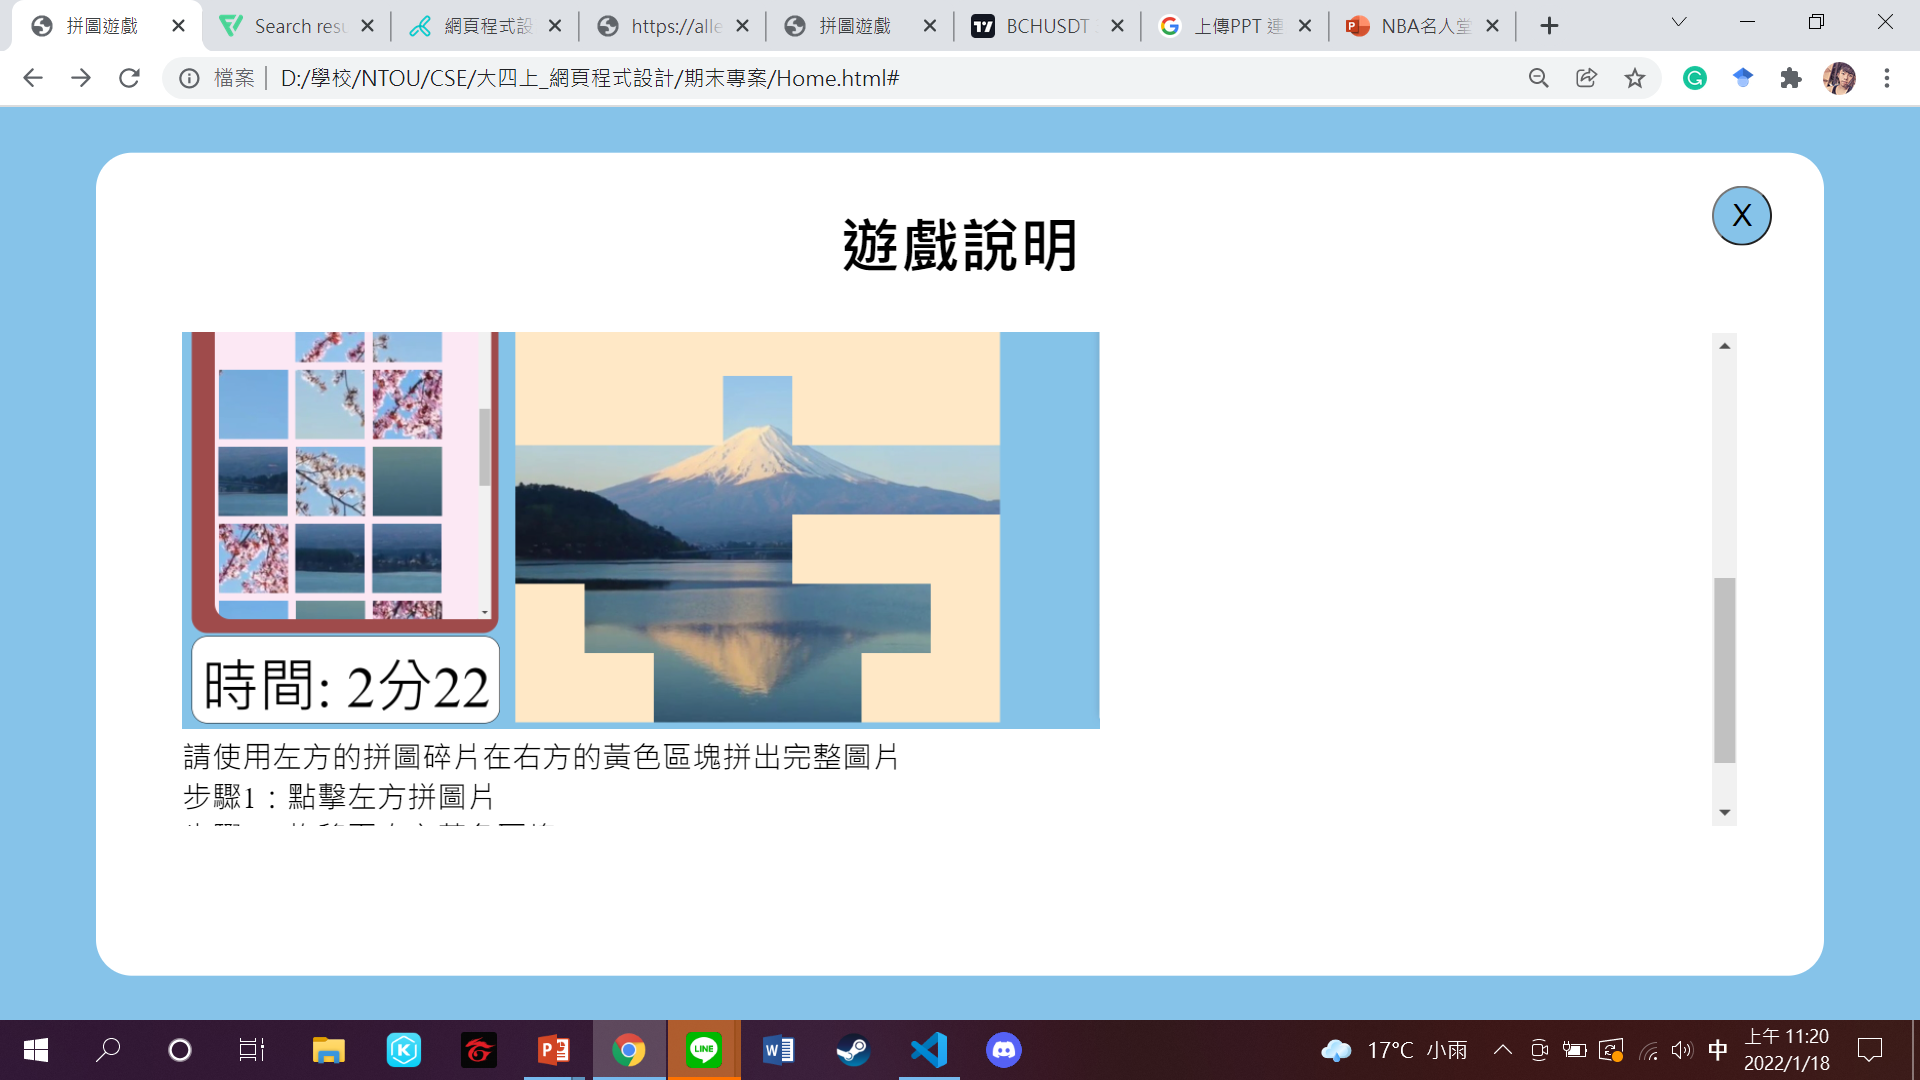 拼圖遊戲
Search resu
網頁程式設
https://alle
拼圖遊戲
BCHUSDT
上傳PPT 連
NBA名人堂
檔案
D:/學校/NTOU/CSE/大四上_網頁程式設計/期末專案/Home.html#
遊戲說明
X
時間: 2分22
請使用左方的拼圖碎片在右方的黃色區塊拼出完整圖片
步驟1：點擊左方拼圖片
LINE
17°C 小雨
中
上午 11:20
2022/1/18